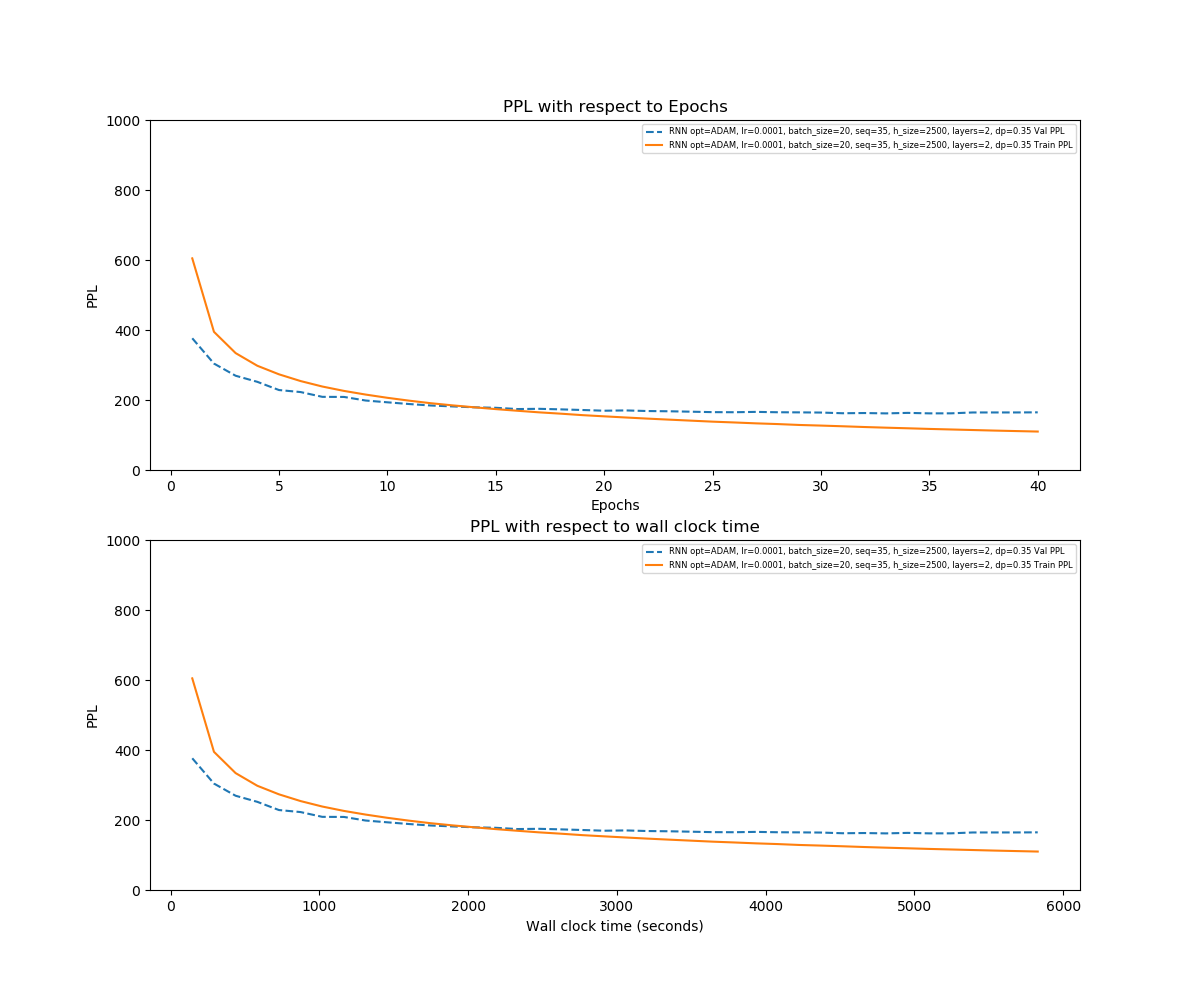 PPL with respect to Epochs
1000
800
600
400
200
0
PPL
RNN opt=ADAM, lr=0.0001, batch_size=20, seq=35, h_size=2500, layers=2, dp=0.35 Val PPL
RNN opt=ADAM, lr=0.0001, batch_size=20, seq=35, h_size=2500, layers=2, dp=0.35 Train PPL
0 5 10 15 20 25 30 35 40
Epochs
PPL with respect to wall clock time
1000
800
600
400
200
0
PPL
RNN opt=ADAM, lr=0.0001, batch_size=20, seq=35, h_size=2500, layers=2, dp=0.35 Val PPL
RNN opt=ADAM, lr=0.0001, batch_size=20, seq=35, h_size=2500, layers=2, dp=0.35 Train PPL
0 1000 2000 3000 4000 5000 6000
Wall clock time (seconds)